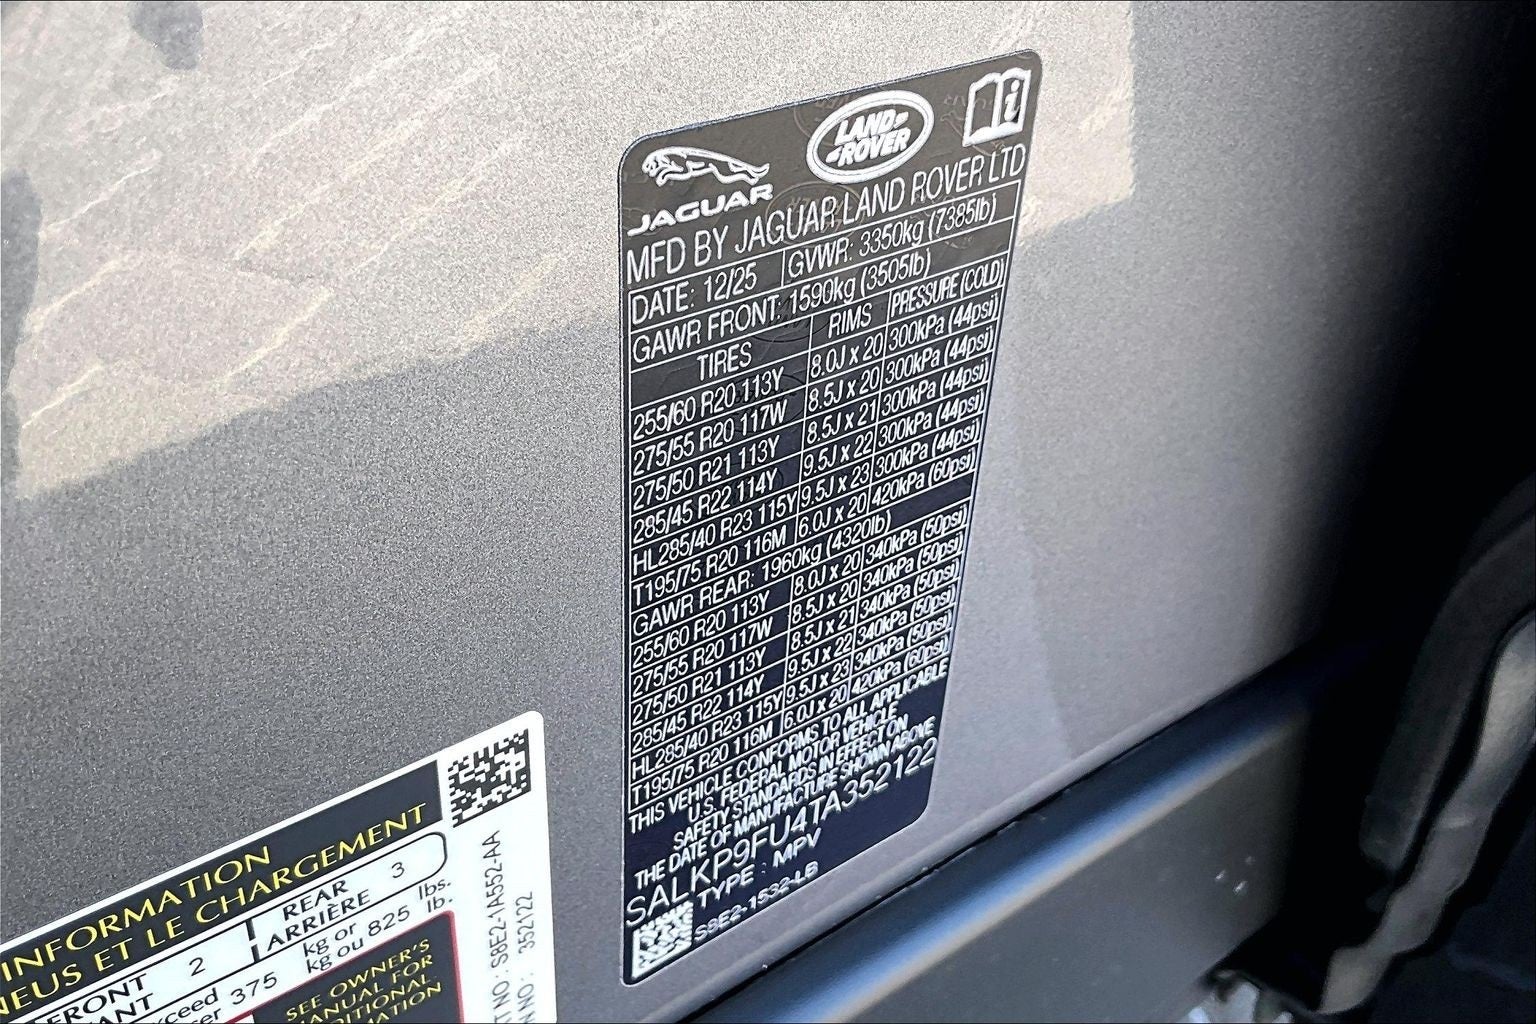 JAGUAR
LAND
ROVER
MFD BY JAGUAR LAND ROVER LTD
DATE: 12/25 GVWR: 3350kg (7385lb)
GAWR FRONT: 1590kg (3505lb)
TIRES RIMS PRESSURE (COLD)
255/60 R20 113Y 8.0J x 20 300kPa (44psi)
275/55 R20 117W 8.5J x 20 300kPa (44psi)
275/50 R21 113Y 8.5J x 21 300kPa (44psi)
285/45 R22 114Y 9.5J x 22 300kPa (44psi)
HL285/40 R23 115Y 9.5J x 23 300kPa (44psi)
T195/75 R20 116M 6.0J x 20 420kPa (60psi)
GAWR REAR: 1960kg (4320lb)
255/60 R20 113Y 8.0J x 20 340kPa (50psi)
275/55 R20 117W 8.5J x 20 340kPa (50psi)
275/50 R21 113Y 8.5J x 21 340kPa (50psi)
285/45 R22 114Y 9.5J x 22 340kPa (50psi)
HL285/40 R23 115Y 9.5J x 23 340kPa (50psi)
T195/75 R20 116M 6.0J x 20 420kPa (60psi)
THIS VEHICLE CONFORMS TO ALL APPLICABLE
U.S. FEDERAL MOTOR VEHICLE
SAFETY STANDARDS IN EFFECT ON
THE DATE OF MANUFACTURE SHOWN ABOVE
SALKP9FU4TA352122
TYPE : MPV
S8E2-1532-LB
INFORMATION
ET LE CHARGEMENT
FRONT 2 REAR 3
ARRIÈRE
375 kg or 825 lbs.
kg ou lb.
SEE OWNER'S
MANUAL FOR
NO : S8E2-1A552-AA
NO : 352122